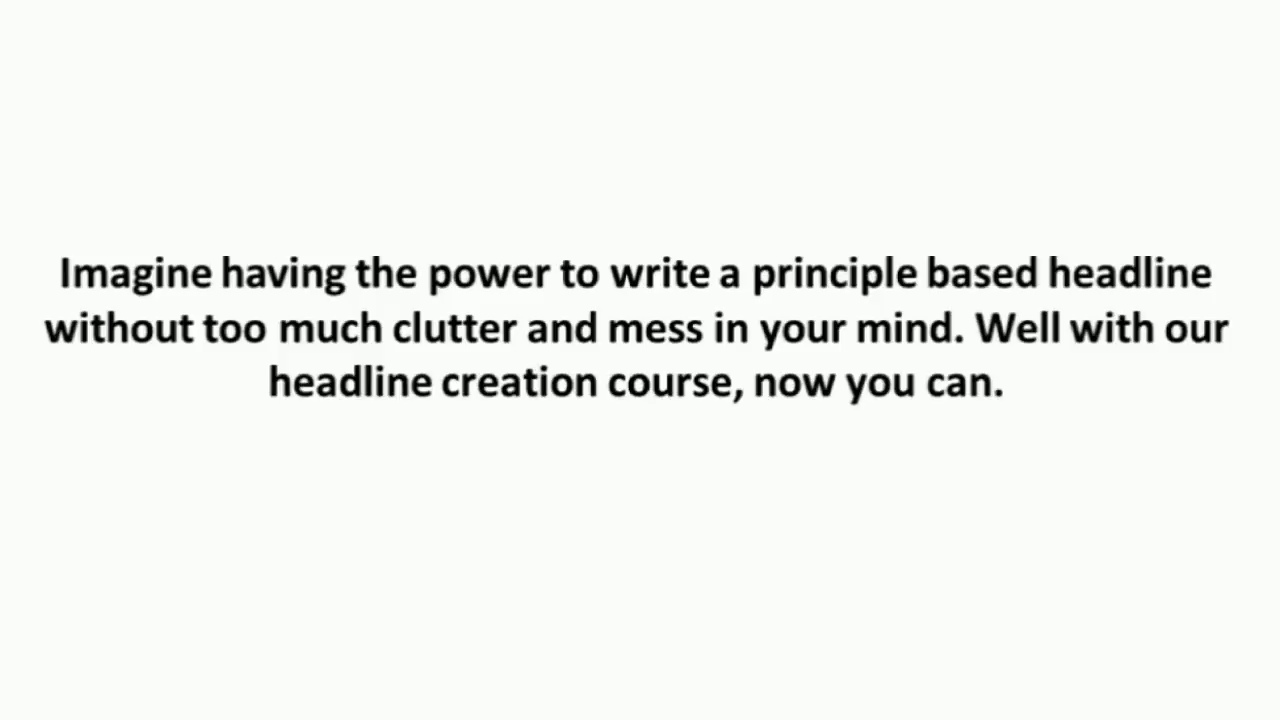 Imagine having the power to write a principle based headline
without too much clutter and mess in your mind. Well with our
headline creation course, now you can.